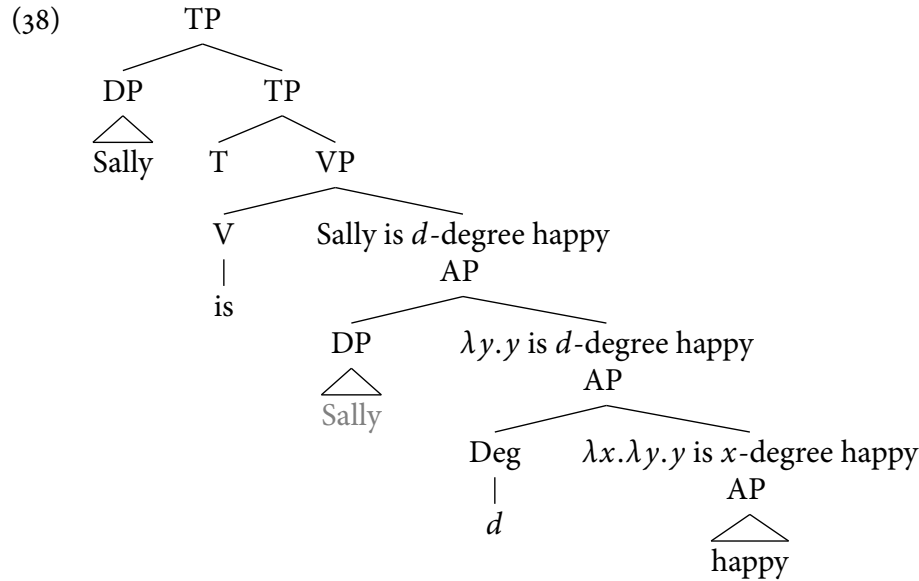 (38) TP
DP TP
Sally T VP
V Sally is d-degree happy
AP
is
DP λy.y is d-degree happy
AP
Sally
Deg λx.λy.y is x-degree happy
AP
d
happy